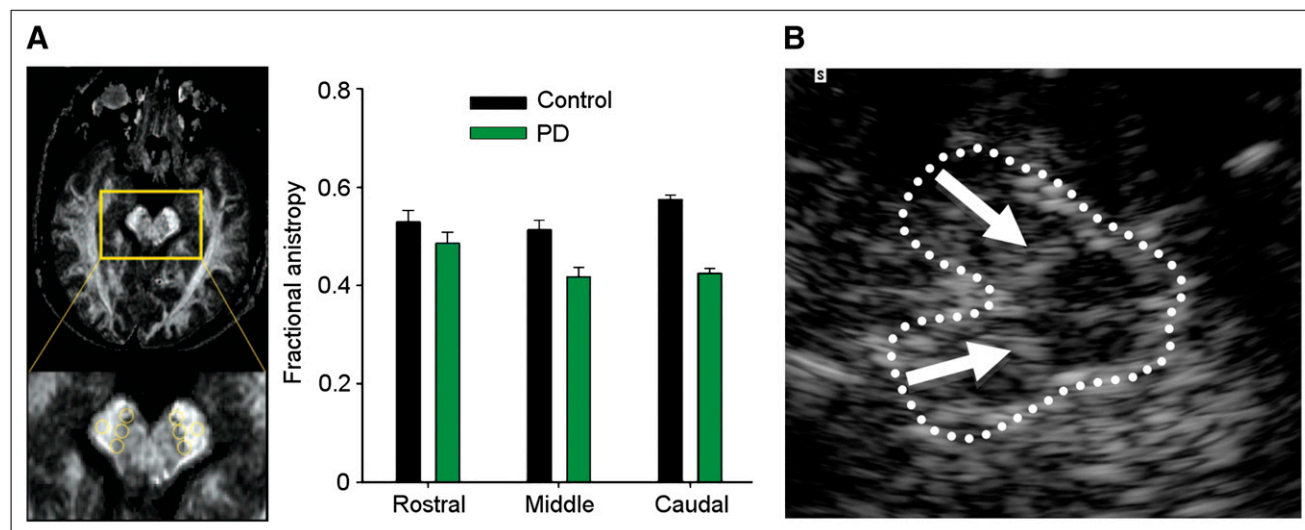 A
B
S
0.8
0.6
0.4
0.2
0
Fractional anistropy
Control
PD
Rostral Middle Caudal